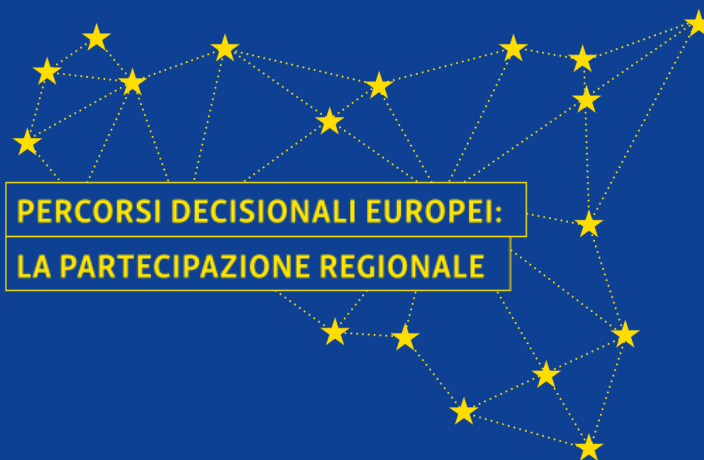 PERCORSI DECISIONALI EUROPEI:
LA PARTECIPAZIONE REGIONALE